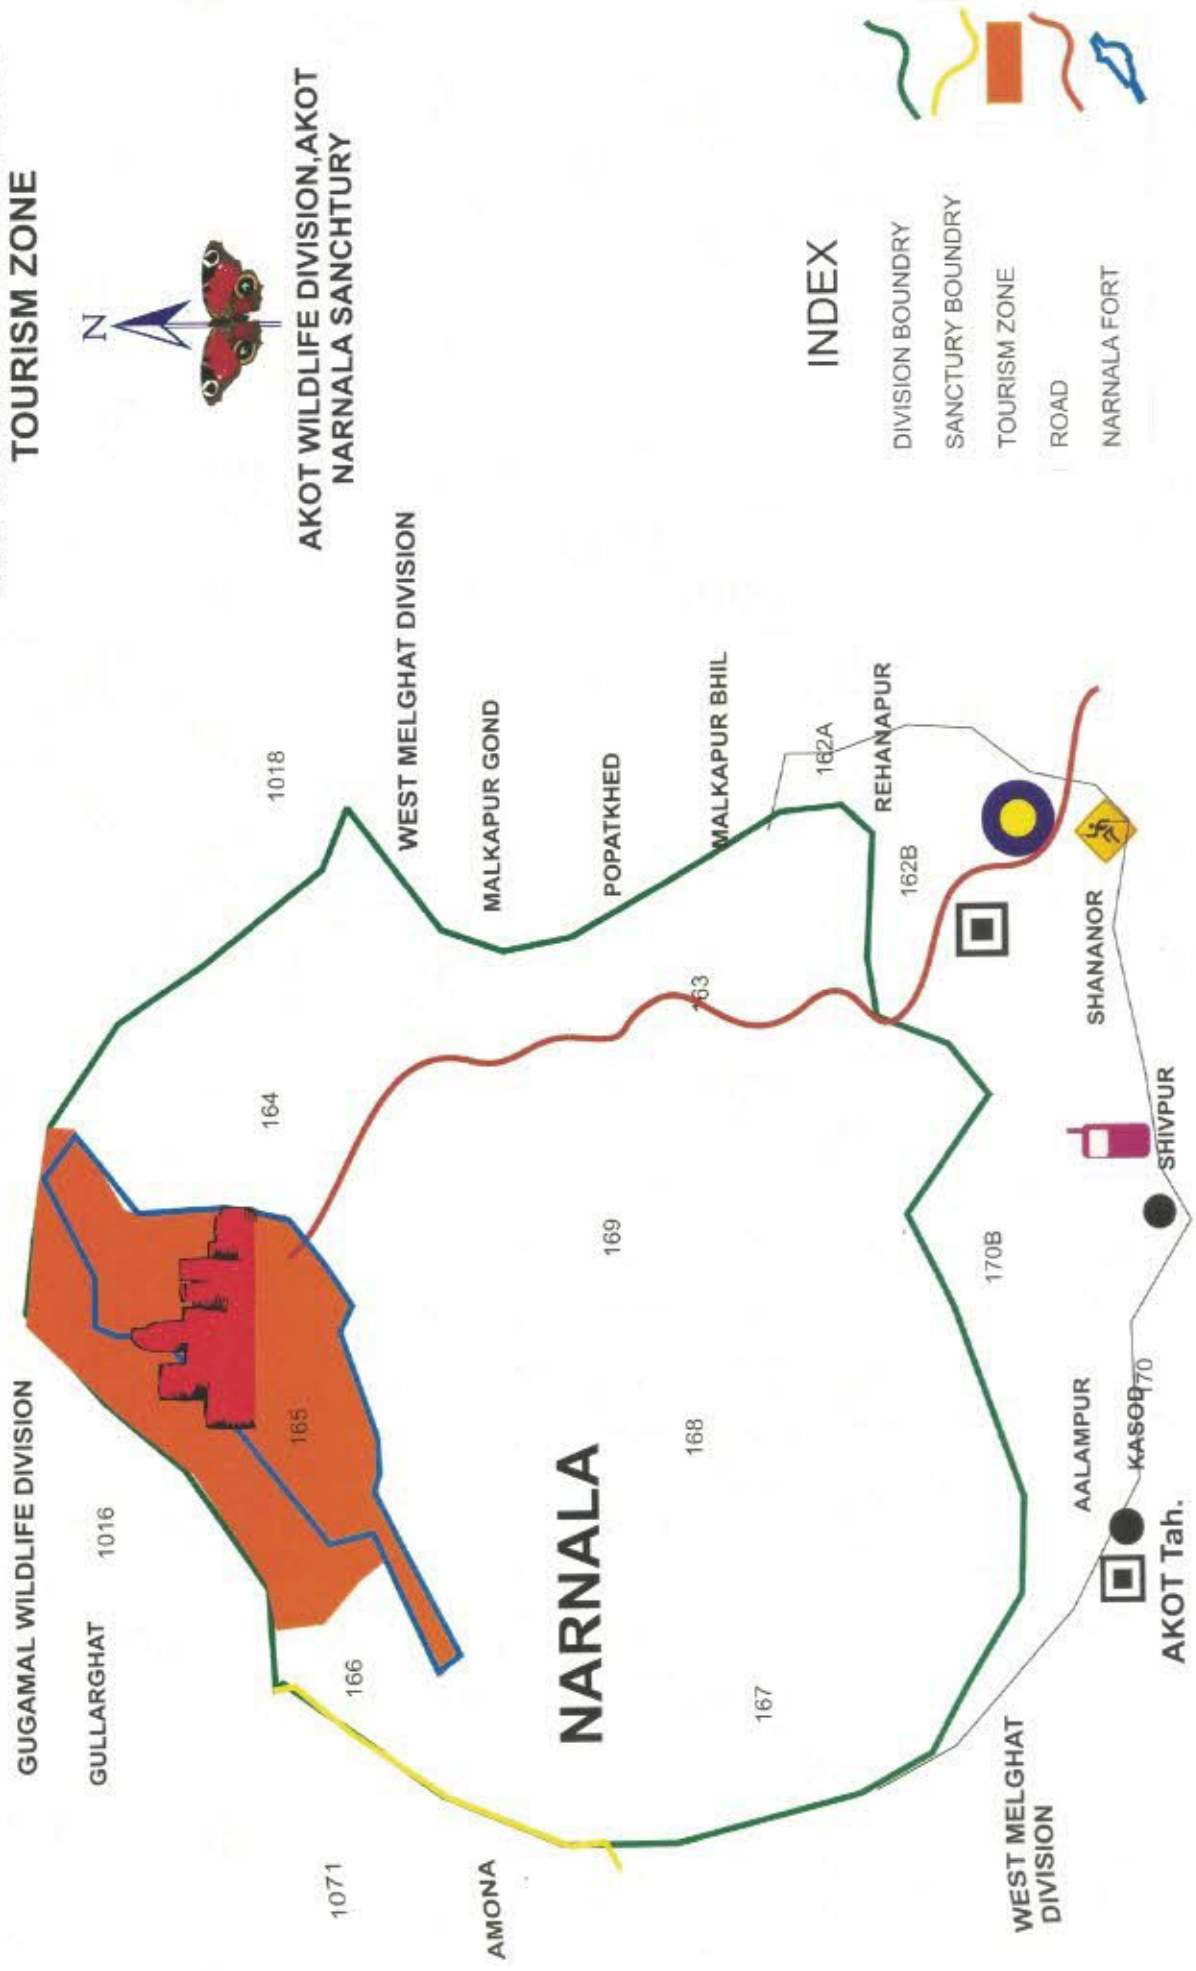 TOURISM ZONE
N
AKOT WILDLIFE DIVISION,AKOT
NARNALA SANCHTURY
GUGAMAL WILDLIFE DIVISION
1016
GULLARGHAT
1018
WEST MELGHAT DIVISION
MALKAPUR GOND
POPATKHED
MALKAPUR BHIL
162A
REHANAPUR
162B
163
164
165
166
1071
AMONA
NARNALA
169
168
167
170B
SHANANOR
SHIVPUR
AALAMPUR
KASOD
170
AKOT Tah.
WEST MELGHAT
DIVISION
INDEX
DIVISION BOUNDRY
SANCTURY BOUNDRY
TOURISM ZONE
ROAD
NARNALA FORT